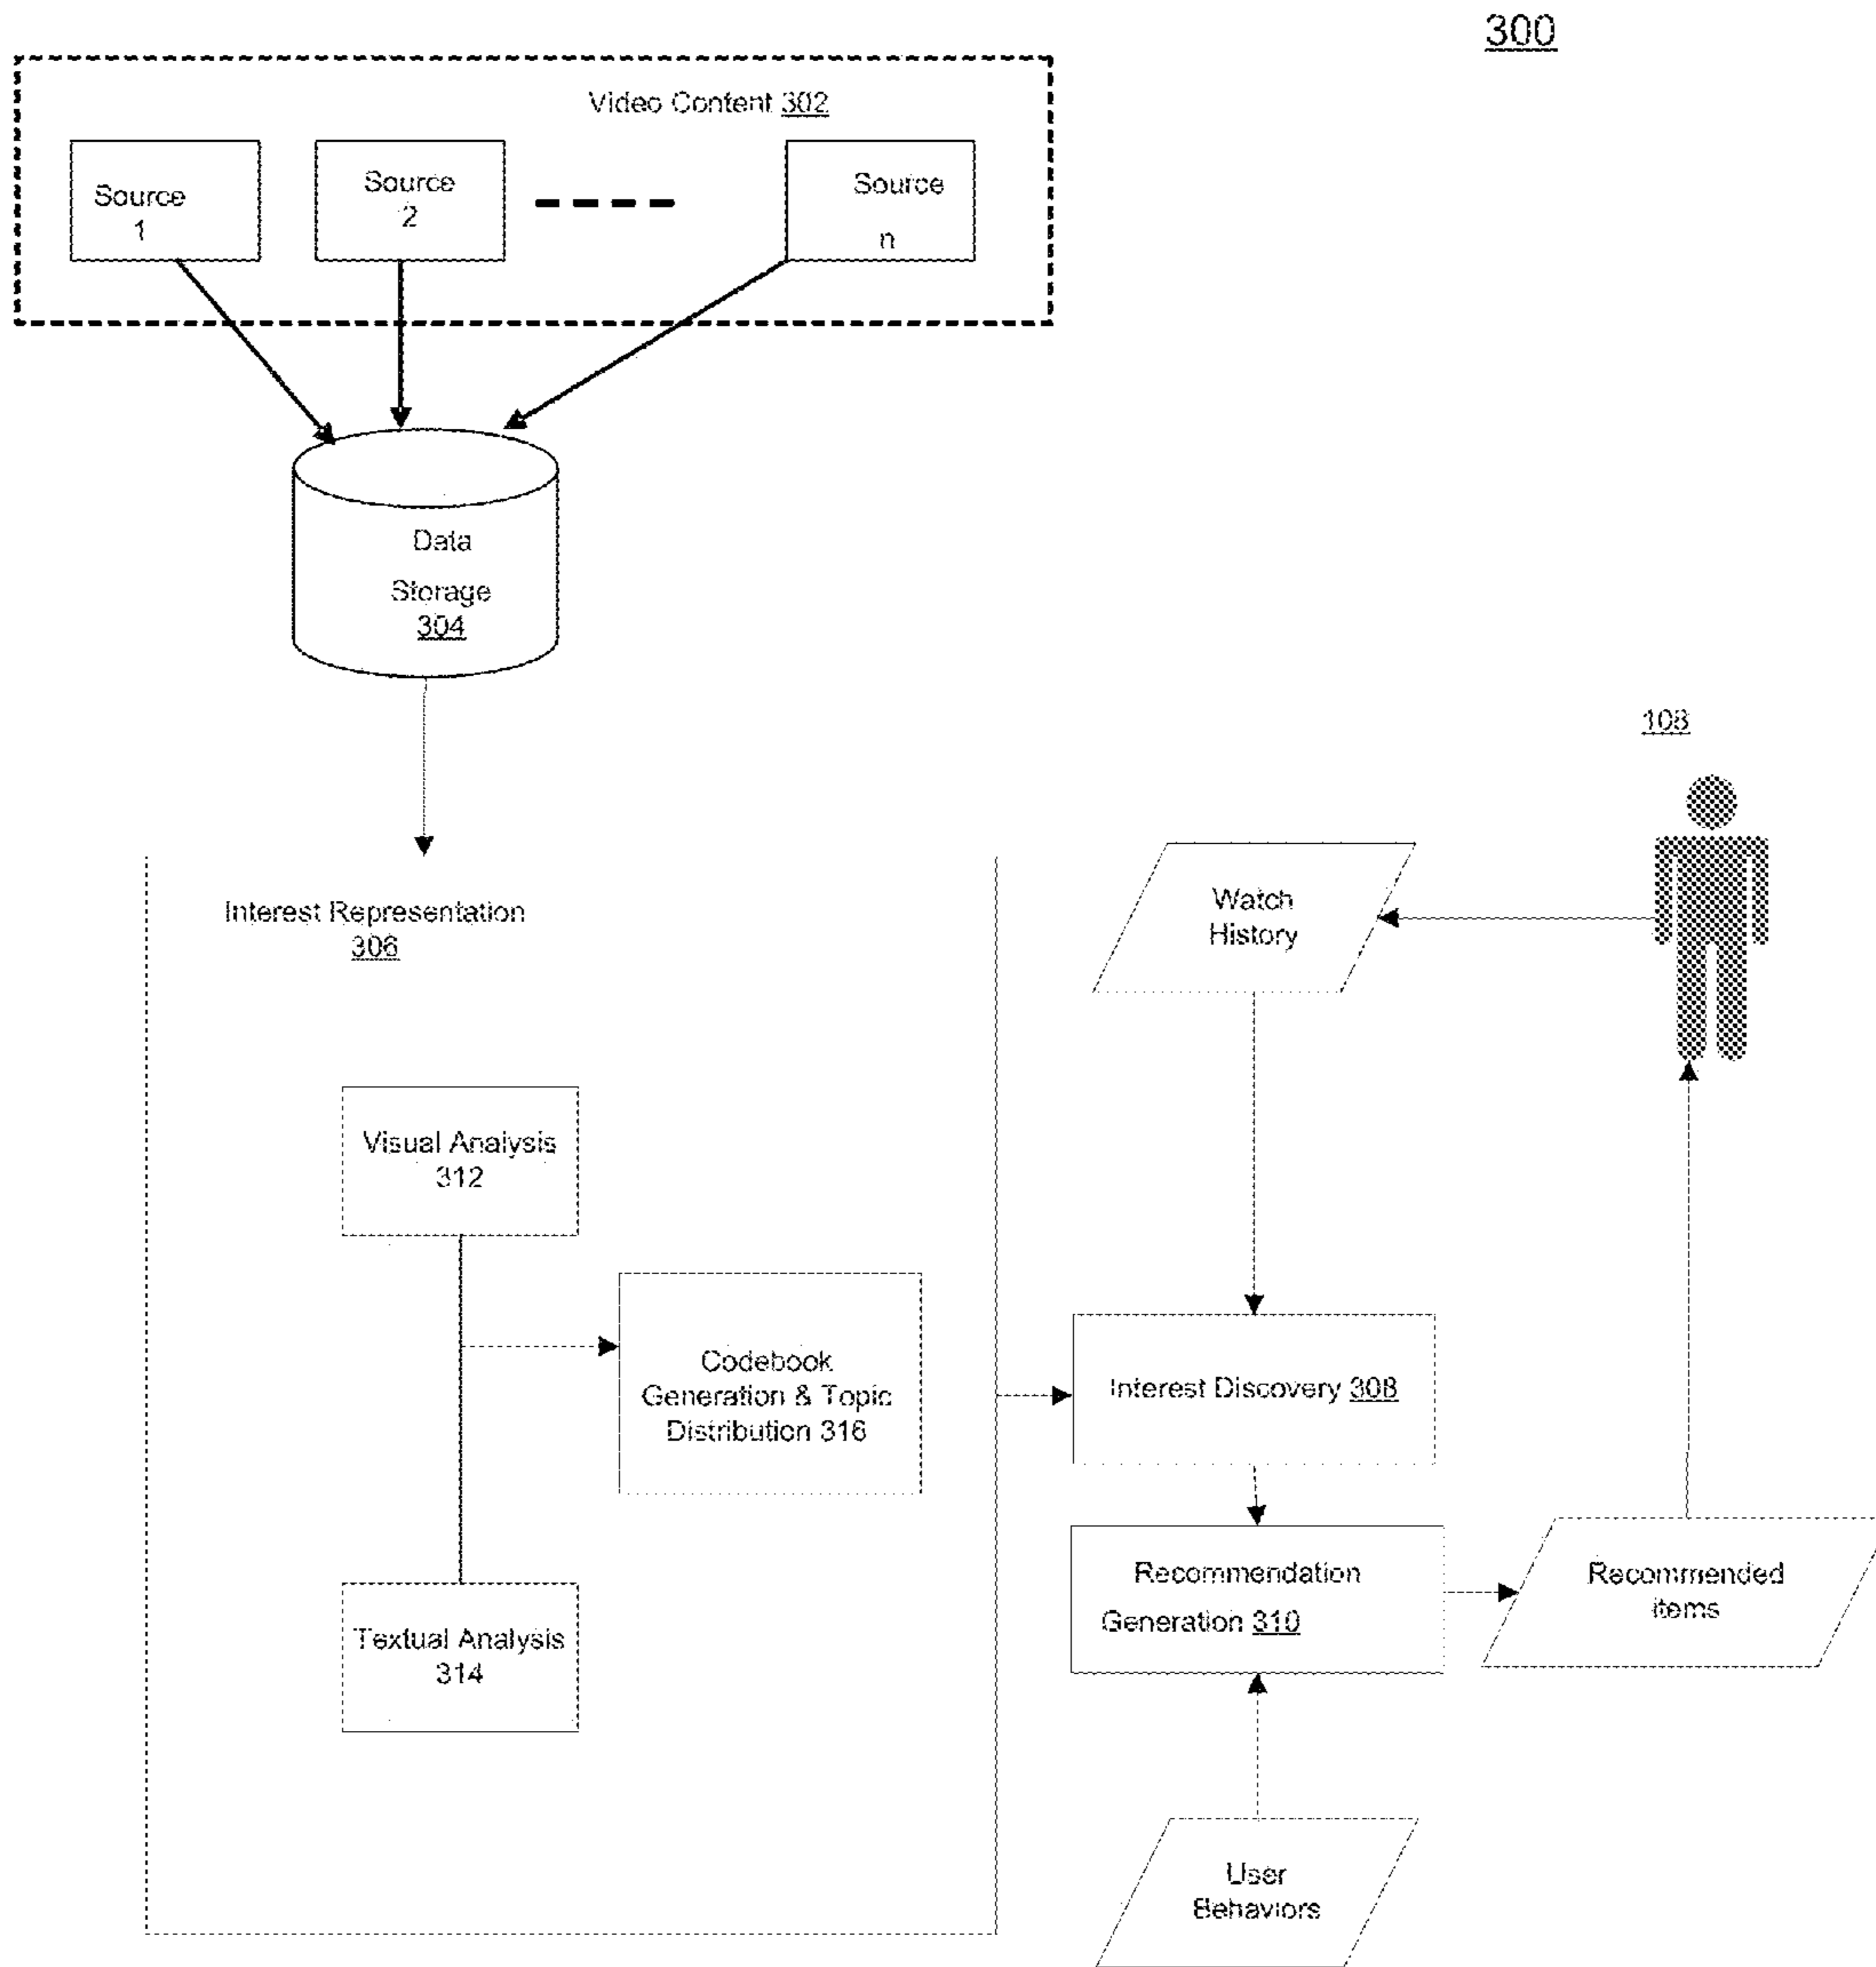 300
Video Content 302
Source
1
Source
2
Source
n
Data
Storage
304
108
Interest Representation
306
Watch
History
Visual Analysis
312
Codebook
Generation & Topic
Distribution 316
Interest Discovery 308
Textual Analysis
314
Recommendation
Generation 310
Recommended
items
User
Behaviors